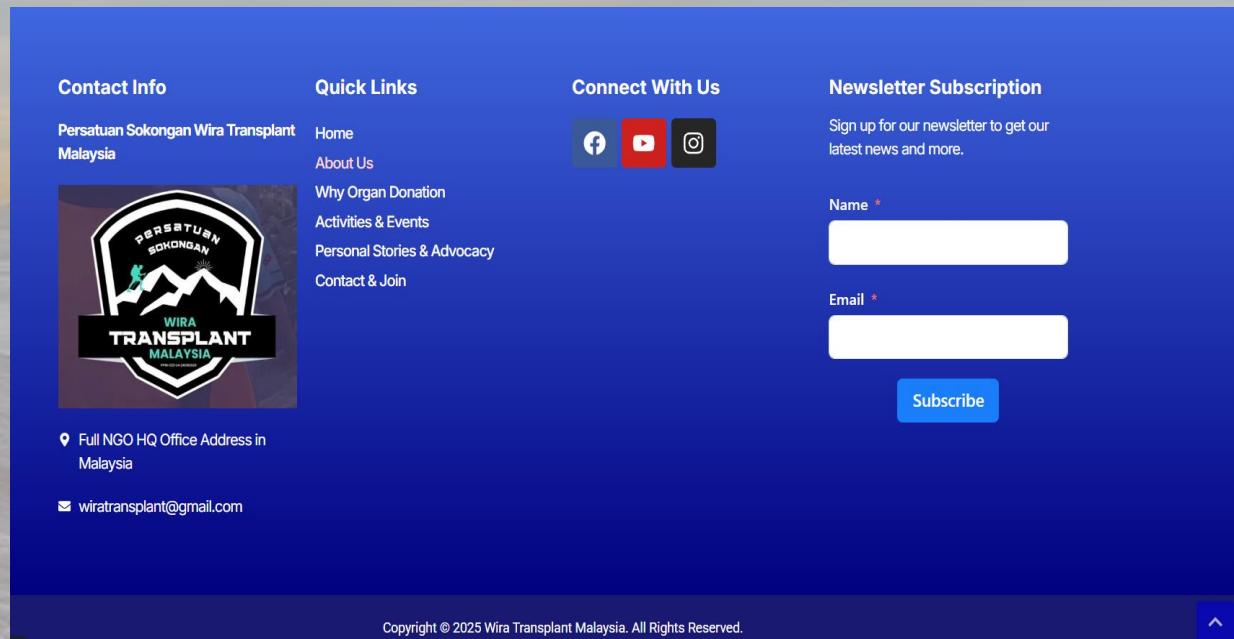 Contact Info
Persatuan Sokongan Wira Transplant
Malaysia
PERSATUAN
SOKONGAN
WIRA
TRANSPLANT
MALAYSIA
Full NGO HQ Office Address in
Malaysia
wiratransplant@gmail.com
Quick Links
Home
About Us
Why Organ Donation
Activities & Events
Personal Stories & Advocacy
Contact & Join
Connect With Us
Newsletter Subscription
Sign up for our newsletter to get our
latest news and more.
Name *
Email *
Subscribe
Copyright © 2025 Wira Transplant Malaysia. All Rights Reserved.